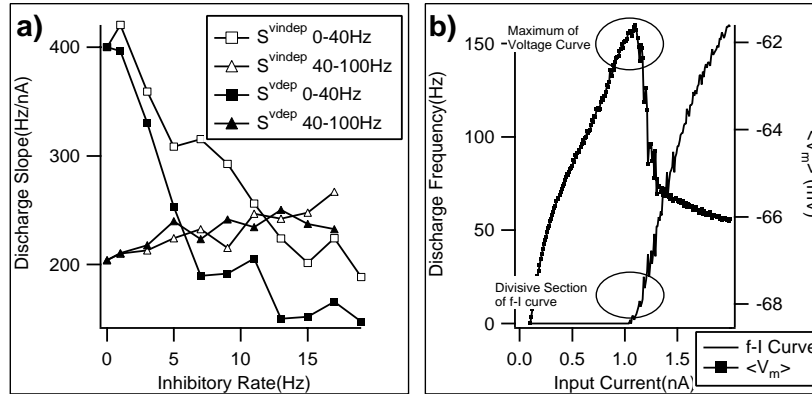 a)
S^vindep 0-40Hz
S^vindep 40-100Hz
S^vdep 0-40Hz
S^vdep 40-100Hz
400
300
200
Discharge Slope(Hz/nA)
0 5 10 15
Inhibitory Rate(Hz)
b)
Maximum of
Voltage Curve
Divisive Section
of f-I curve
150
100
50
0
Discharge Frequency(Hz)
-62
-64
-66
-68
<V_m> (mV)
0.0 0.5 1.0 1.5
Input Current(nA)
f-I Curve
<V_m>